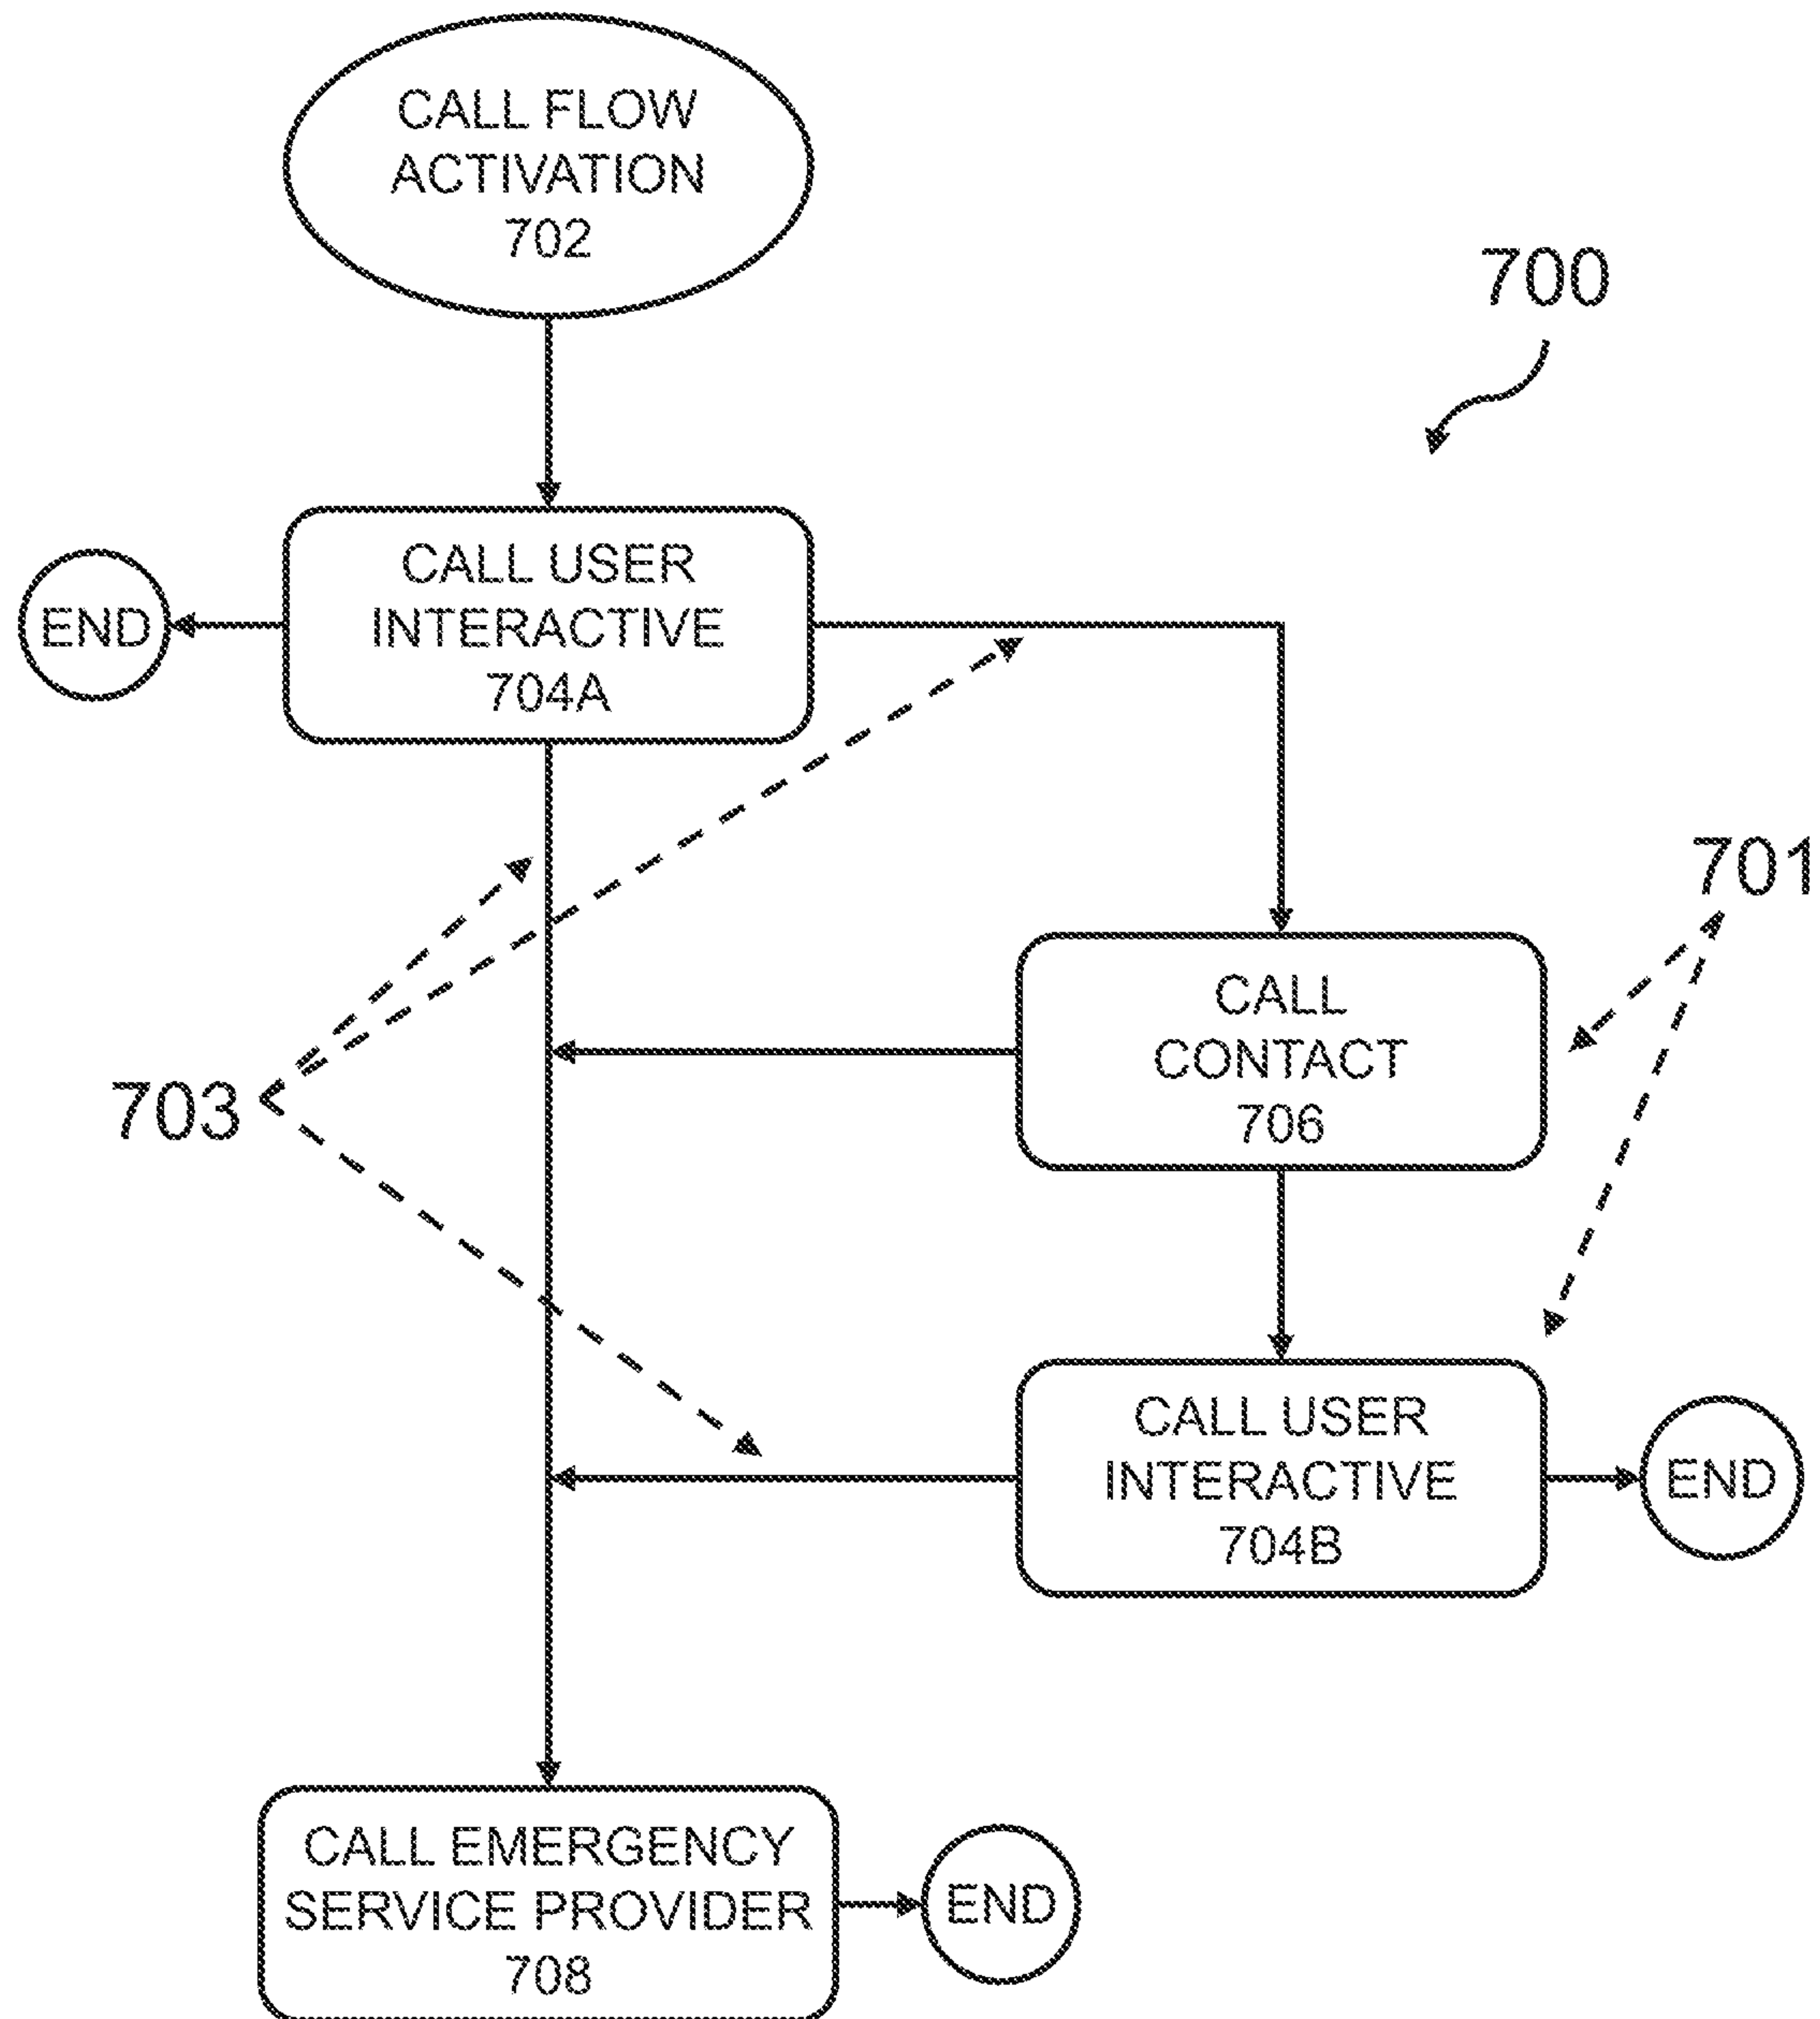 CALL FLOW
ACTIVATION
702
700
CALL USER
INTERACTIVE
704A
END
701
CALL
CONTACT
706
703
CALL USER
INTERACTIVE
704B
END
CALL EMERGENCY
SERVICE PROVIDER
708
END